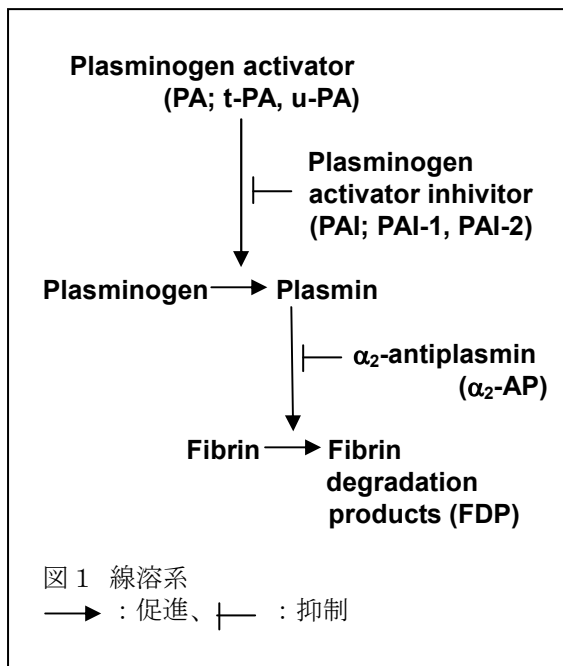 Plasminogen activator
(PA; t-PA, u-PA)
Plasminogen
activator inhivitor
(PAI; PAI-1, PAI-2)
Plasminogen Plasmin
α₂-antiplasmin
(α₂-AP)
Fibrin Fibrin
degradation
products (FDP)
図 1 線溶系
:促進、 :抑制